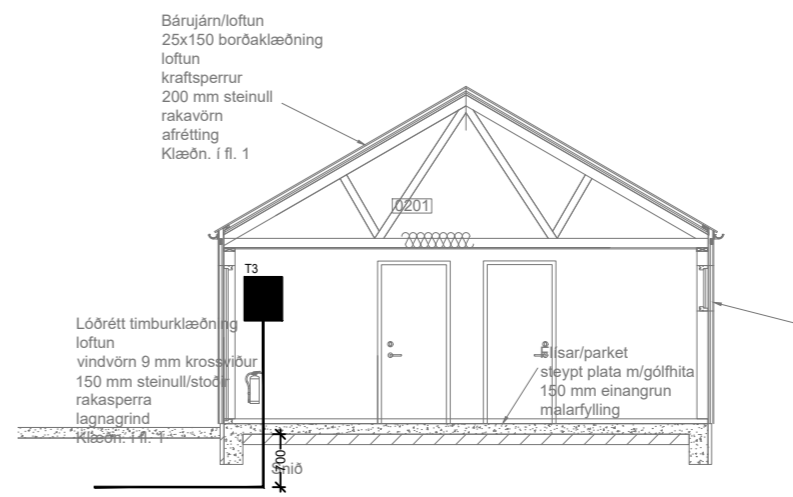 Bárujárn/loftun
25x150 borðaklæðning
loftun
kraftsperrur
200 mm steinull
rakavörn
afrétting
Klæðn. í fl. 1
0201
T3
Lóðrétt timburklæðning
loftun
vindvörn 9 mm krossviður
150 mm steinull/stoðir
rakasperra
lagnagrind
Klæðn. í fl. 1
Flísar/parket
steypt plata m/gólfhita
150 mm einangrun
malarfylling
700
Snið